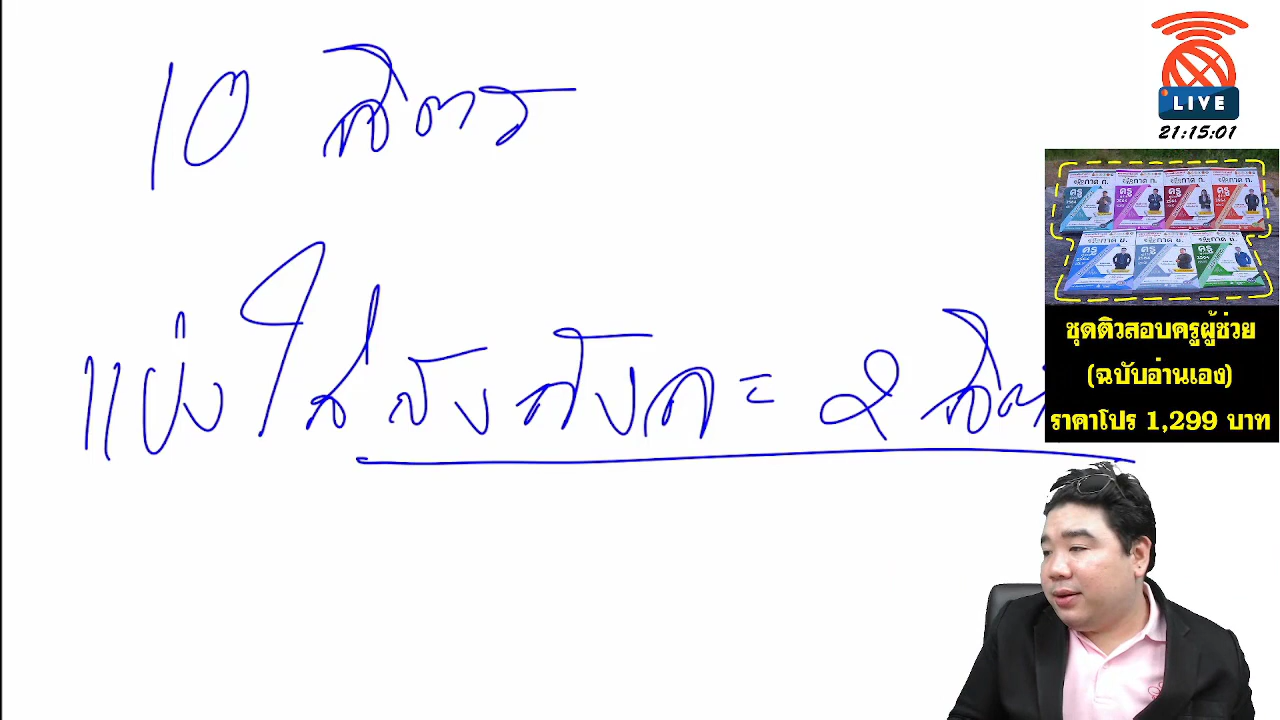 10 ลิตร
แบ่งใส่ถังถังละ 2 ลิตร
LIVE
21:15:01
ชุดติวสอบครูผู้ช่วย
(ฉบับอ่านเอง)
ราคาโปร 1,299 บาท